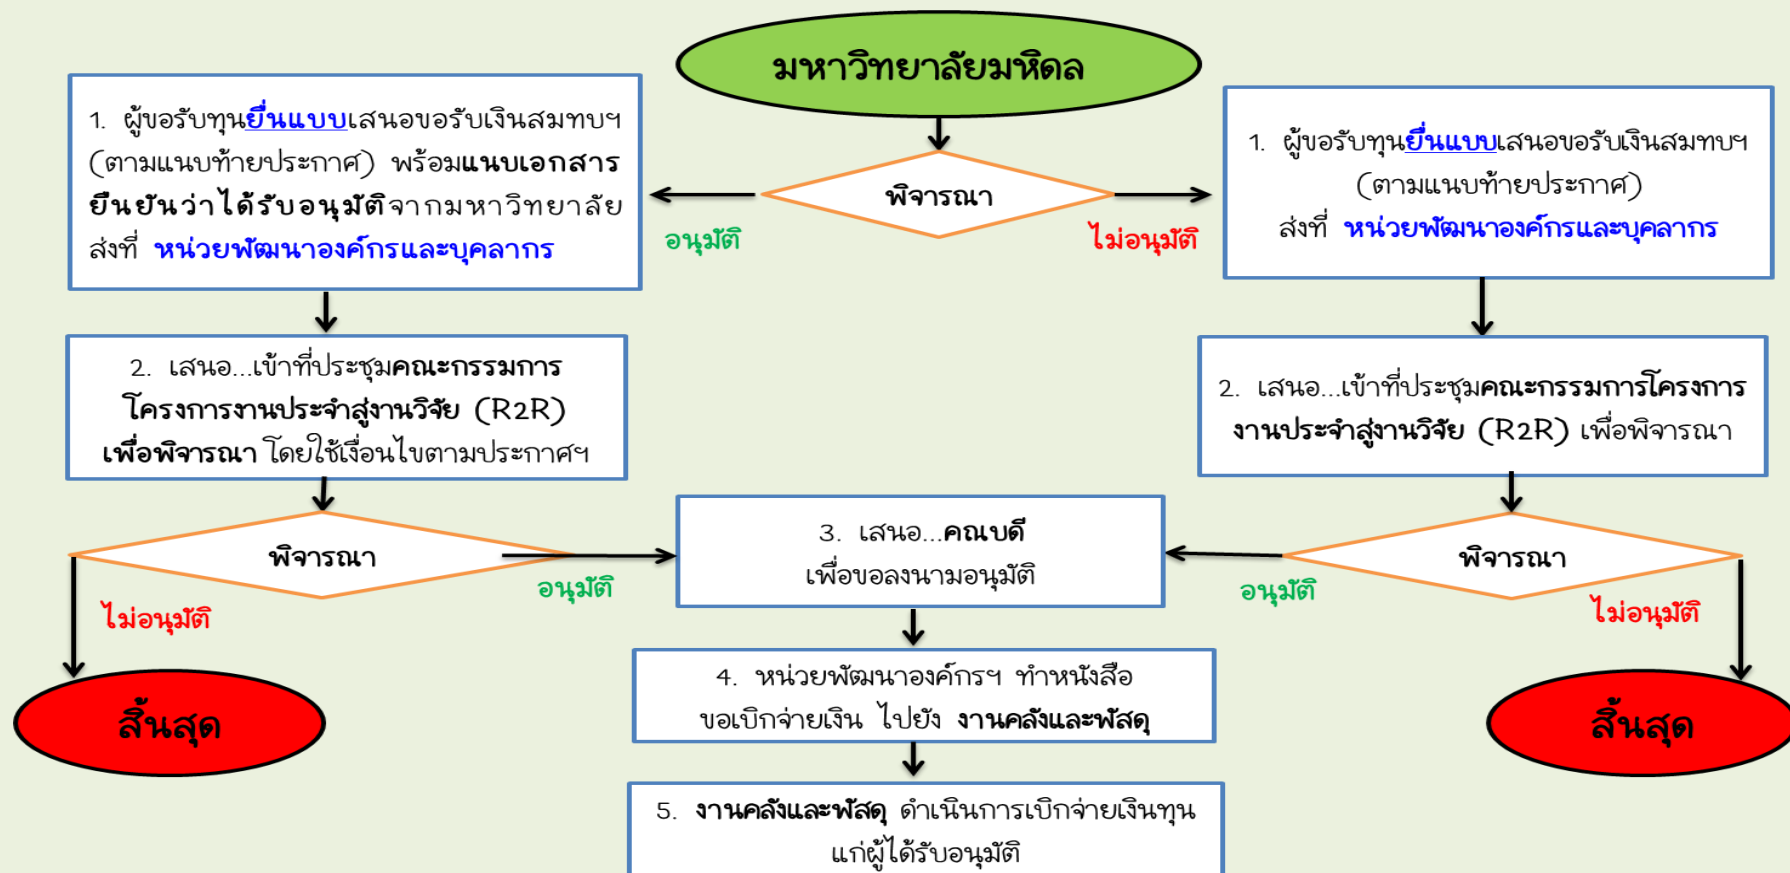 มหาวิทยาลัยมหิดล
พิจารณา
อนุมัติ
ไม่อนุมัติ
1. ผู้ขอรับทุนยื่นแบบเสนอขอรับเงินสมทบฯ
(ตามแนบท้ายประกาศ) พร้อมแนบเอกสาร
ยืนยันว่าได้รับอนุมัติจากมหาวิทยาลัย
ส่งที่ หน่วยพัฒนาองค์กรและบุคลากร
1. ผู้ขอรับทุนยื่นแบบเสนอขอรับเงินสมทบฯ
(ตามแนบท้ายประกาศ)
ส่งที่ หน่วยพัฒนาองค์กรและบุคลากร
2. เสนอ...เข้าที่ประชุมคณะกรรมการ
โครงการงานประจำสู่งานวิจัย (R2R)
เพื่อพิจารณา โดยใช้เงื่อนไขตามประกาศฯ
2. เสนอ...เข้าที่ประชุมคณะกรรมการโครงการ
งานประจำสู่งานวิจัย (R2R) เพื่อพิจารณา
พิจารณา
อนุมัติ
ไม่อนุมัติ
สิ้นสุด
3. เสนอ...คณบดี
เพื่อขอลงนามอนุมัติ
พิจารณา
อนุมัติ
ไม่อนุมัติ
สิ้นสุด
4. หน่วยพัฒนาองค์กรฯ ทำหนังสือ
ขอเบิกจ่ายเงิน ไปยัง งานคลังและพัสดุ
5. งานคลังและพัสดุ ดำเนินการเบิกจ่ายเงินทุน
แก่ผู้ได้รับอนุมัติ